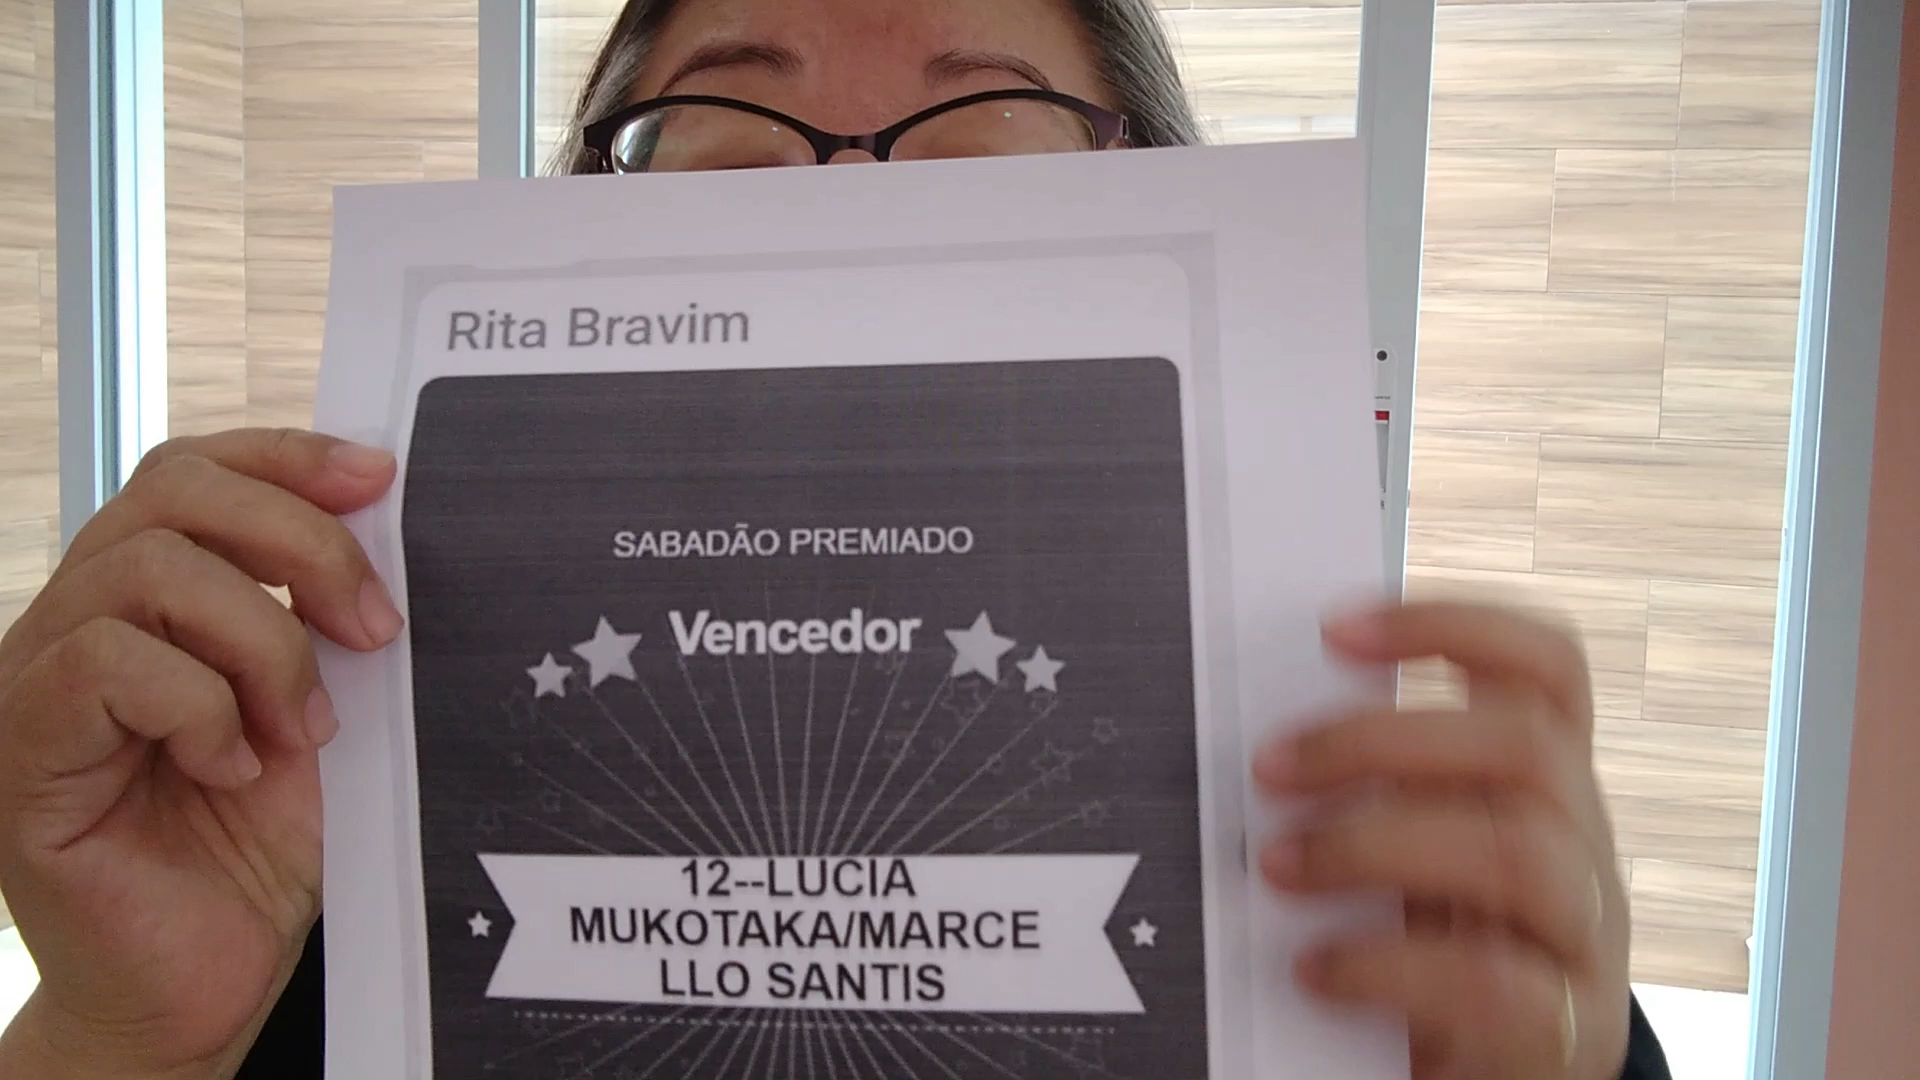 Rita Bravim
SABADÃO PREMIADO
Vencedor
12--LUCIA
MUKOTAKA/MARCE
LLO SANTIS